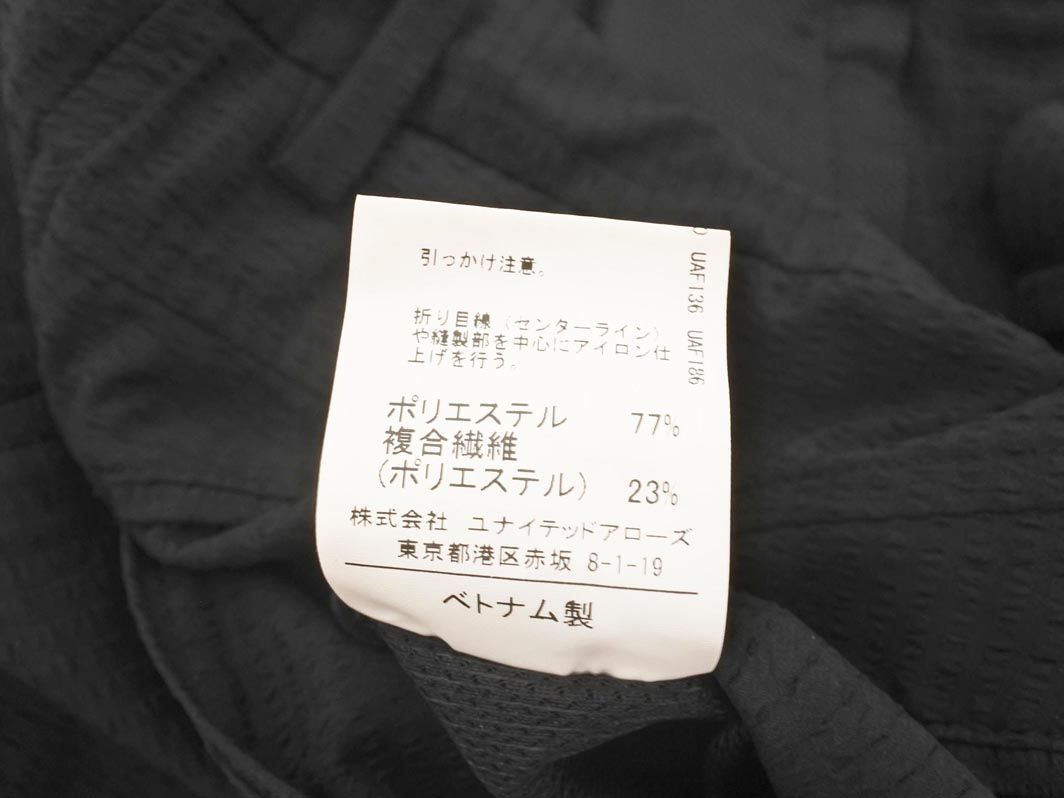 引っかけ注意。
折り目線（センターライン）
や縫製部を中心にアイロン仕
上げを行う。
ポリエステル 77%
複合繊維
(ポリエステル) 23%
株式会社 ユナイテッドアローズ
東京都港区赤坂 8-1-19
ベトナム製
UAF136 UAF186